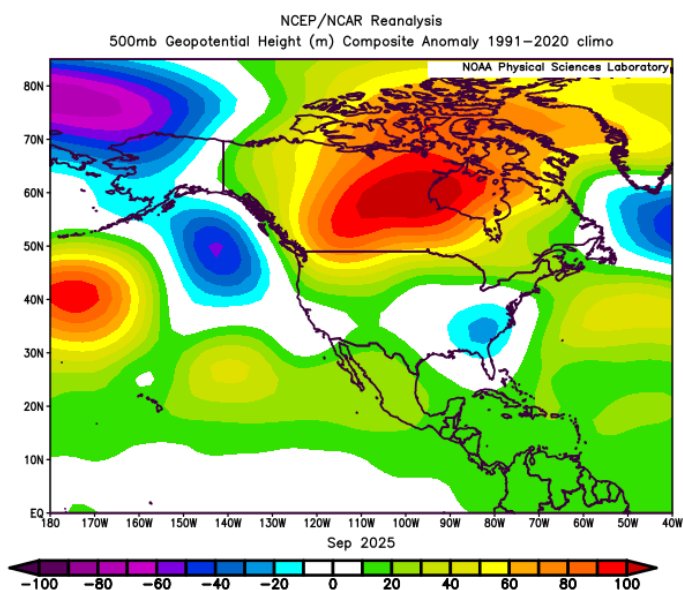 NCEP/NCAR Reanalysis
500mb Geopotential Height (m) Composite Anomaly 1991-2020 climo
NOAA Physical Sciences Laboratory
80N
70N
60N
50N
40N
30N
20N
10N
EQ
180 170W 160W 150W 140W 130W 120W 110W 100W 90W 80W 70W 60W 50W 40W
Sep 2025
-100 -80 -60 -40 -20 0 20 40 60 80 100